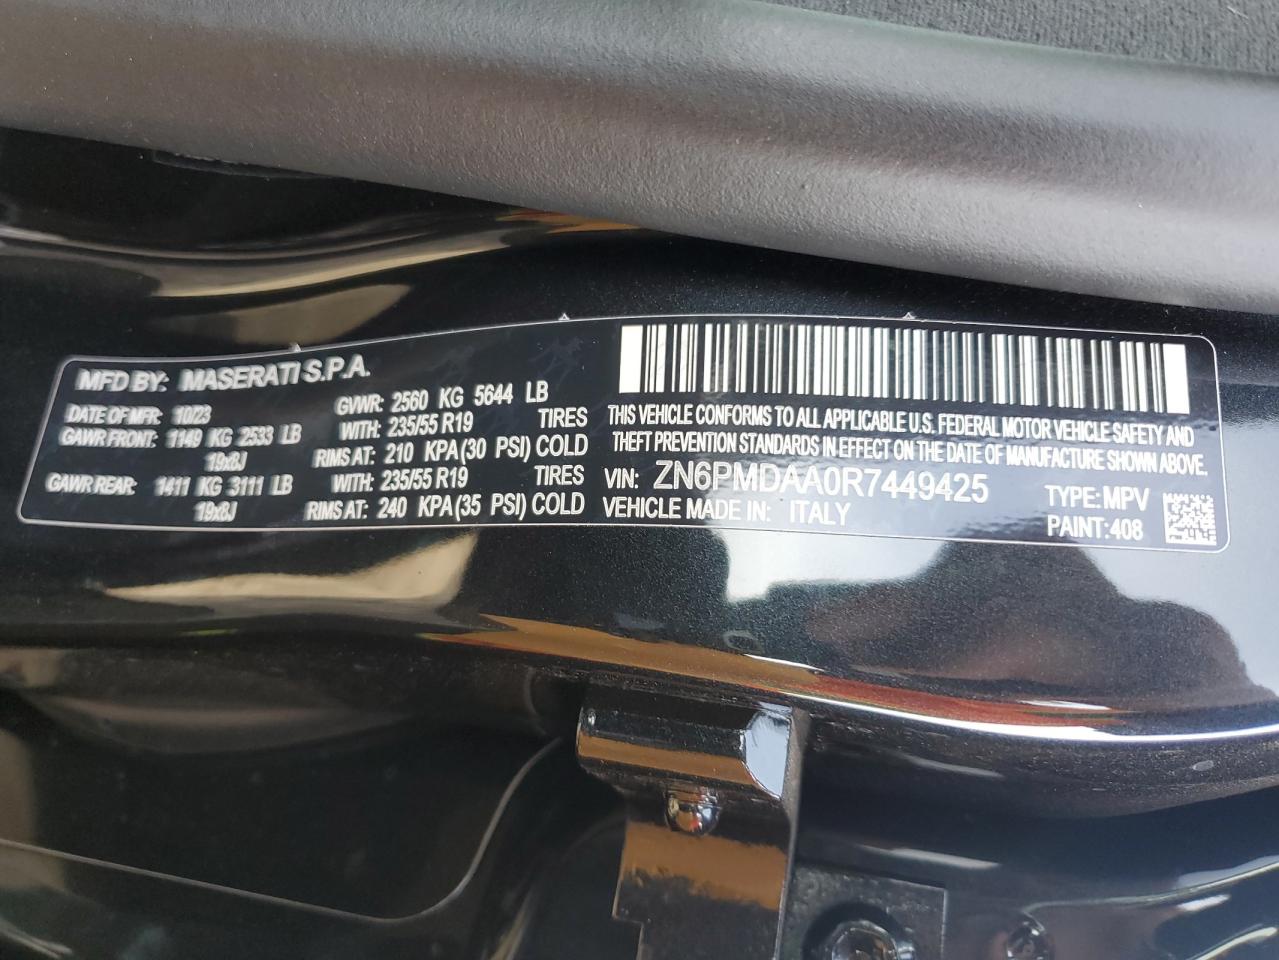 MFD BY: MASERATI S.P.A.
DATE OF MFR: 10/23 GVWR: 2560 KG 5644 LB
GAWR FRONT: 1149 KG 2533 LB WITH: 235/55 R19 TIRES
19x8J RIMS AT: 210 KPA(30 PSI) COLD
GAWR REAR: 1411 KG 3111 LB WITH: 235/55 R19 TIRES
19x8J RIMS AT: 240 KPA(35 PSI) COLD
THIS VEHICLE CONFORMS TO ALL APPLICABLE U.S. FEDERAL MOTOR VEHICLE SAFETY AND
THEFT PREVENTION STANDARDS IN EFFECT ON THE DATE OF MANUFACTURE SHOWN ABOVE.
VIN: ZN6PMDAA0R7449425 TYPE: MPV
VEHICLE MADE IN: ITALY PAINT: 408